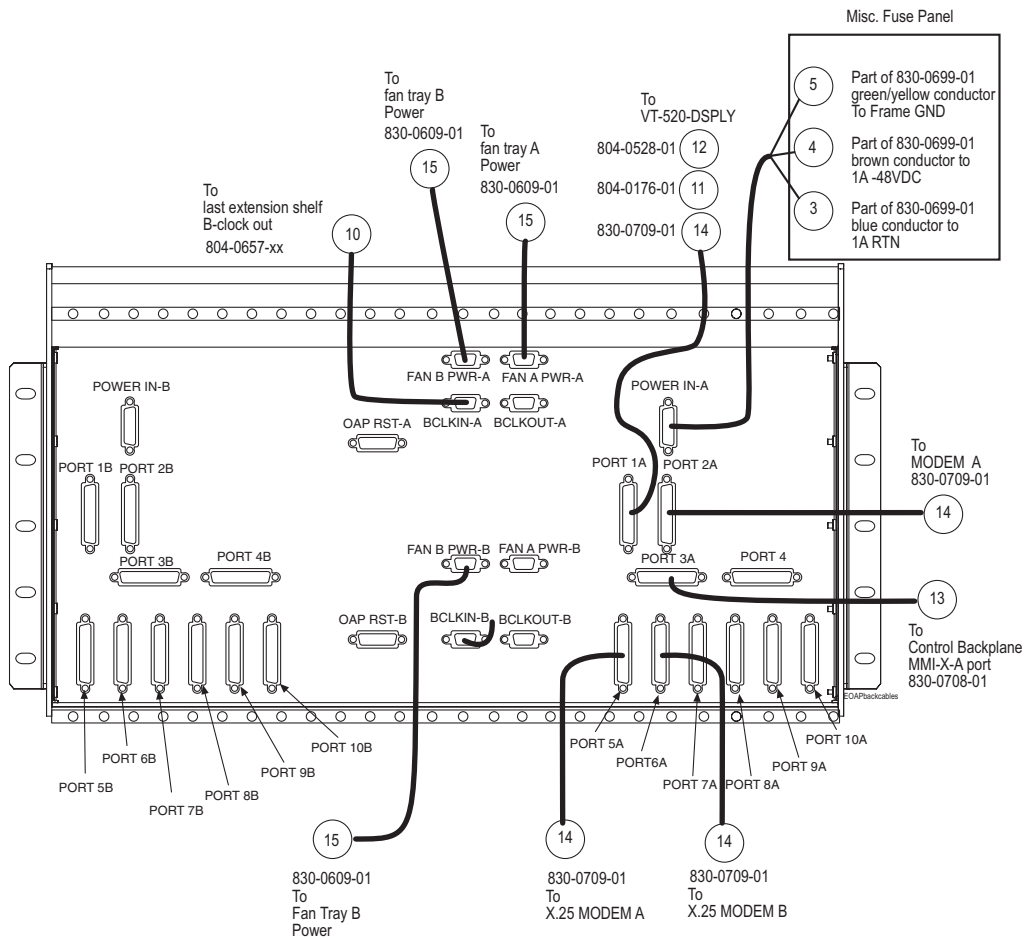 Misc. Fuse Panel
5
Part of 830-0699-01
green/yellow conductor
To Frame GND
4
Part of 830-0699-01
brown conductor to
1A -48VDC
3
Part of 830-0699-01
blue conductor to
1A RTN
To
fan tray B
Power
830-0609-01
15
To
fan tray A
Power
830-0609-01
15
To
VT-520-DSPLY
804-0528-01
12
804-0176-01
11
830-0709-01
14
To
last extension shelf
B-clock out
804-0657-xx
10
FAN B PWR-A
FAN A PWR-A
POWER IN-B
POWER IN-A
OAP RST-A
BCLKIN-A
BCLKOUT-A
PORT 1B
PORT 2B
PORT 1A
PORT 2A
To
MODEM A
830-0709-01
14
PORT 3B
PORT 4B
FAN B PWR-B
FAN A PWR-B
PORT 3A
PORT 4
13
To
Control Backplane
MMI-X-A port
830-0708-01
OAP RST-B
BCLKIN-B
BCLKOUT-B
EOAPbackcables
PORT 5B
PORT 6B
PORT 7B
PORT 8B
PORT 9B
PORT 10B
PORT 5A
PORT6A
PORT 7A
PORT 8A
PORT 9A
PORT 10A
15
830-0609-01
To
Fan Tray B
Power
14
830-0709-01
To
X.25 MODEM A
14
830-0709-01
To
X.25 MODEM B